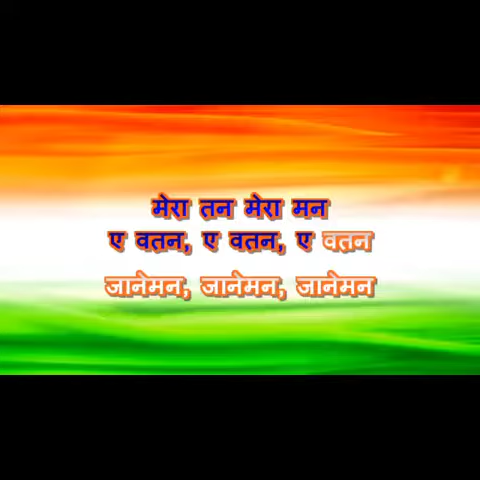 मेरा तन मेरा मन
ए वतन, ए वतन, ए वतन
जानेमन, जानेमन, जानेमन